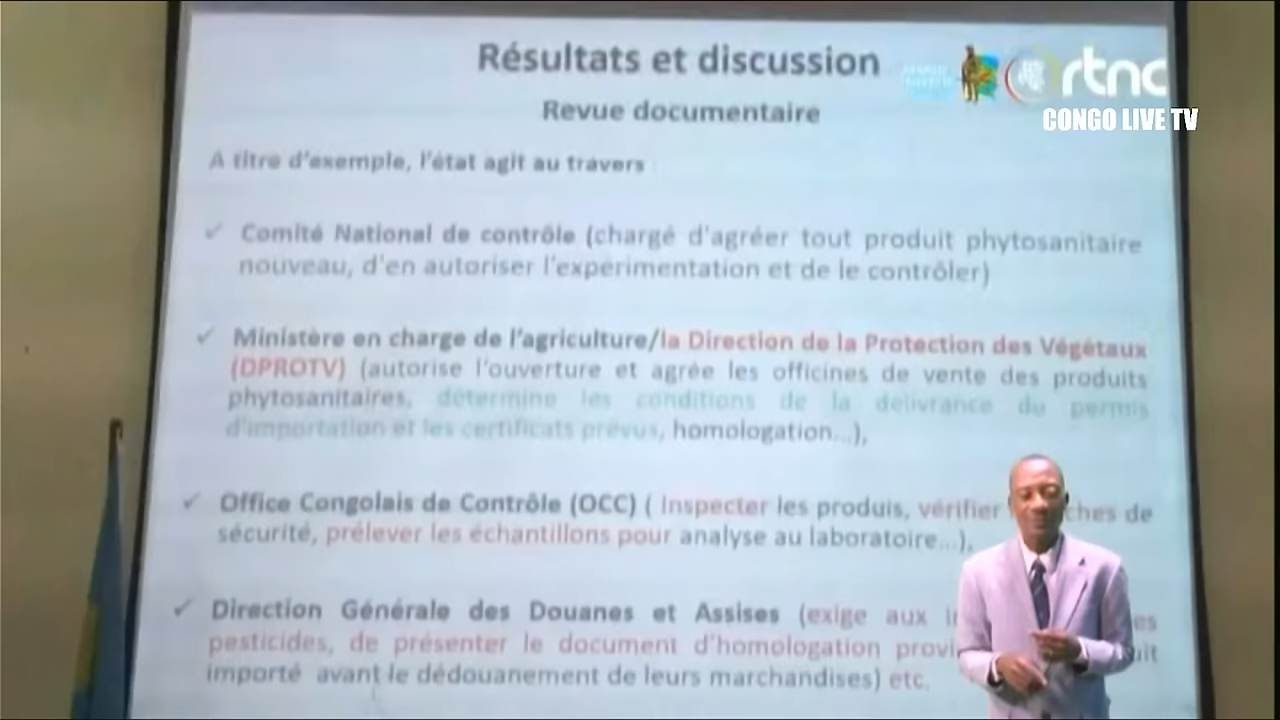 Résultats et discussion
rtnc
CONGO LIVE TV
Revue documentaire
A titre d'exemple, l'état agit au travers :
✓ Comité National de contrôle (chargé d'agréer tout produit phytosanitaire
nouveau, d'en autoriser l'expérimentation et de le contrôler)
✓ Ministère en charge de l'agriculture/la Direction de la Protection des Végétaux
(DPROTV) (autorise l'ouverture et agrée les officines de vente des produits
phytosanitaires, détermine les conditions de la délivrance du permis
d'importation et les certificats prévus, homologation...),
✓ Office Congolais de Contrôle (OCC) ( Inspecter les produis, vérifier ches de
sécurité, prélever les échantillons pour analyse au laboratoire...),
✓ Direction Générale des Douanes et Assises (exige aux es
pesticides, de présenter le document d'homologation provi uit
importé avant le dédouanement de leurs marchandises) etc.